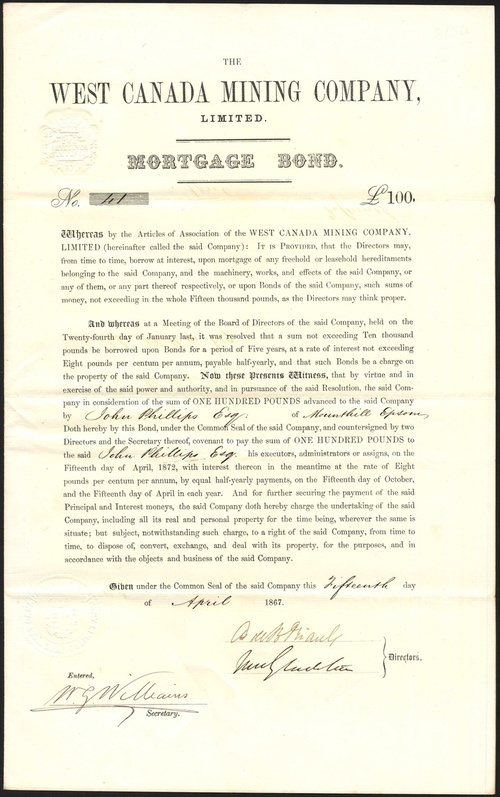 THE
WEST CANADA MINING COMPANY,
LIMITED.
MORTGAGE BOND.
No. 41 £100.
Whereas by the Articles of Association of the WEST CANADA MINING COMPANY,
LIMITED (hereinafter called the said Company): IT IS PROVIDED, that the Directors may,
from time to time, borrow at interest, upon mortgage of any freehold or leasehold hereditaments
belonging to the said Company, and the machinery, works, and effects of the said Company, or
any of them, or any part thereof respectively, or upon Bonds of the said Company, such sums of
money, not exceeding in the whole Fifteen thousand pounds, as the Directors may think proper.
And whereas at a Meeting of the Board of Directors of the said Company, held on the
Twenty-fourth day of January last, it was resolved that a sum not exceeding Ten thousand
pounds be borrowed upon Bonds for a period of Five years, at a rate of interest not exceeding
Eight pounds per centum per annum, payable half-yearly, and that such Bonds be a charge on
the property of the said Company. Now these Presents Witness, that by virtue and in
exercise of the said power and authority, and in pursuance of the said Resolution, the said Com-
pany in consideration of the sum of ONE HUNDRED POUNDS advanced to the said Company
by John Phillips Esq. of Mounthill Epsom
Doth hereby by this Bond, under the Common Seal of the said company, and countersigned by two
Directors and the Secretary thereof, covenant to pay the sum of ONE HUNDRED POUNDS to
the said John Phillips Esq. his executors, administrators or assigns, on the
Fifteenth day of April, 1872, with interest thereon in the meantime at the rate of Eight
pounds per centum per annum, by equal half-yearly payments, on the Fifteenth day of October,
and the Fifteenth day of April in each year. And for further securing the payment of the said
Principal and Interest moneys, the said Company doth hereby charge the undertaking of the said
Company, including all its real and personal property for the time being, wherever the same is
situate; but subject, notwithstanding such charge, to a right of the said Company, from time to
time, to dispose of, convert, exchange, and deal with its property, for the purposes, and in
accordance with the objects and business of the said Company.
Given under the Common Seal of the said Company this Fifteenth day
of April 1867.
Directors.
Entered,
W. G. Williams
Secretary.